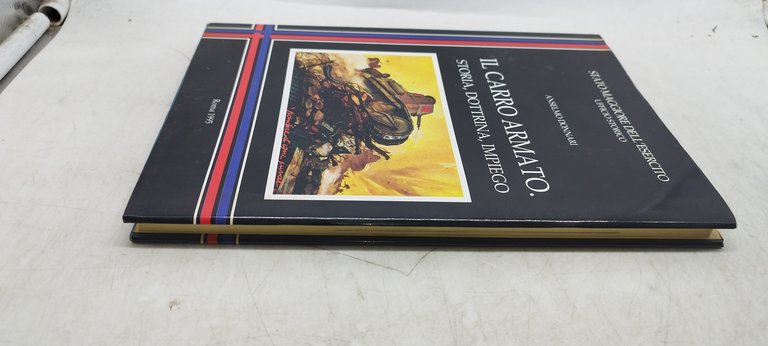 STATO MAGGIORE DELL'ESERCITO
UFFICIO STORICO
ANSELMO DONNARI
IL CARRO ARMATO.
STORIA, DOTTRINA, IMPIEGO
Roma 1995